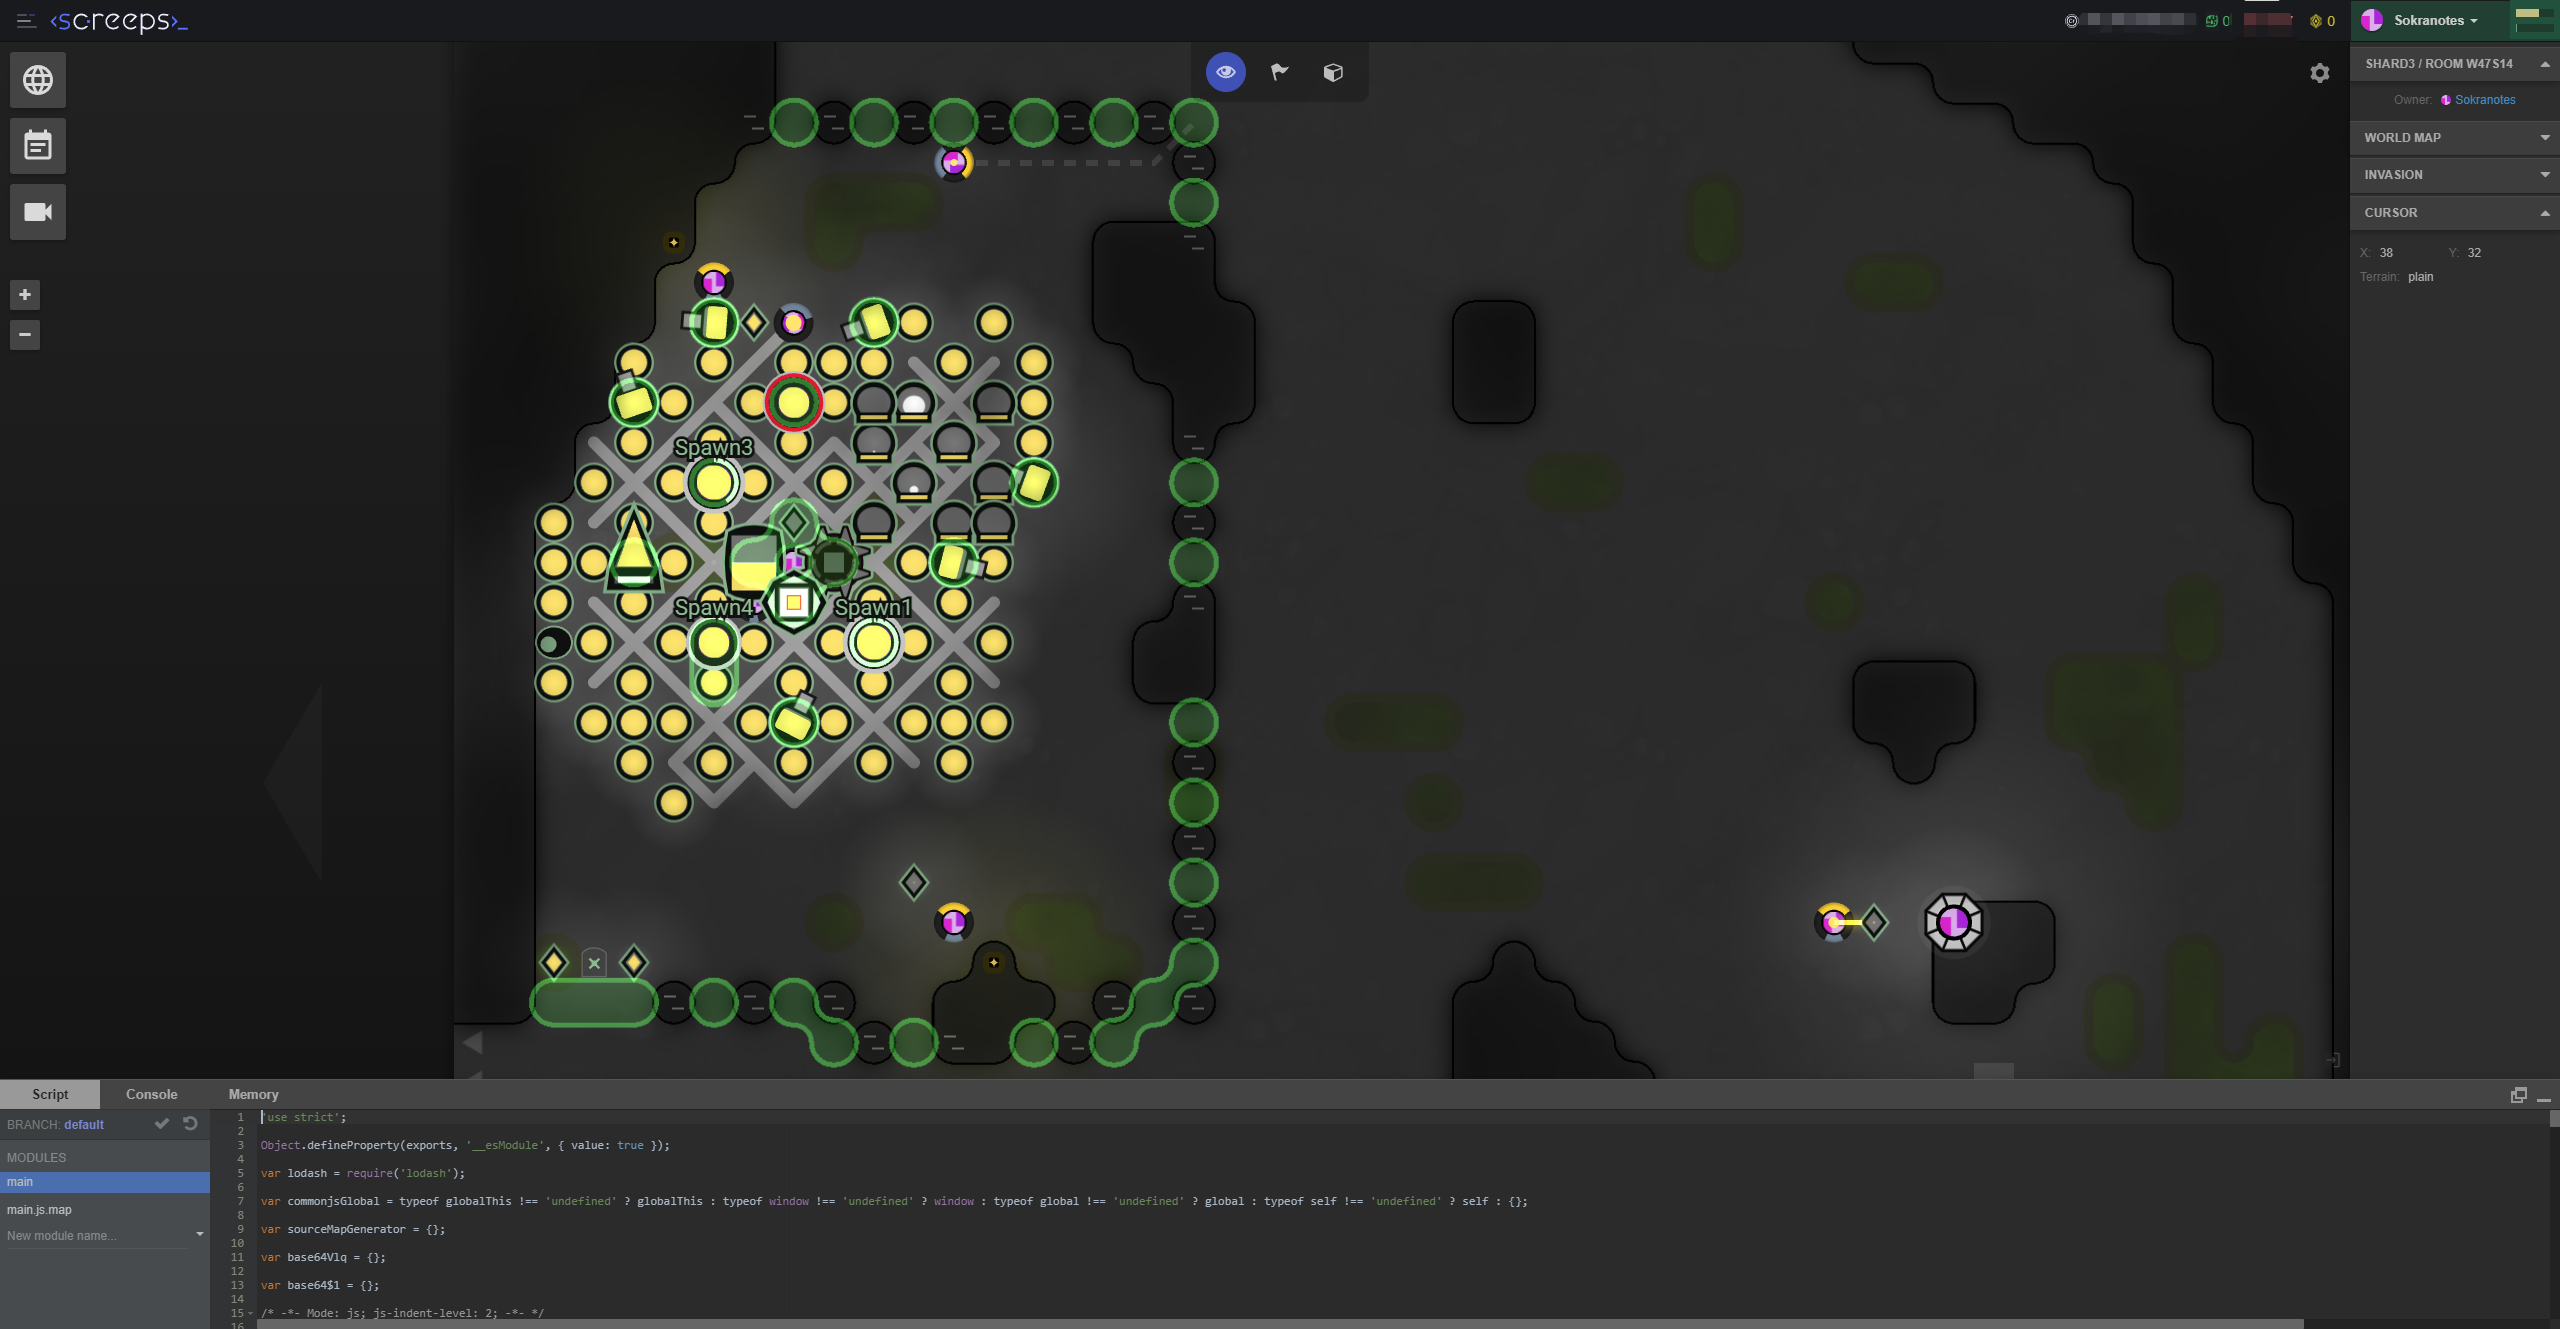 <screeps>_
0
0
Sokranotes
SHARD3 / ROOM W47S14
Owner: Sokranotes
WORLD MAP
INVASION
CURSOR
X: 38 Y: 32
Terrain: plain
Spawn3
Spawn4
Spawn1
Script Console Memory
BRANCH: default
MODULES
main
main.js.map
New module name...
1 'use strict';
2
3 Object.defineProperty(exports, '__esModule', { value: true });
4
5 var lodash = require('lodash');
6
7 var commonjsGlobal = typeof globalThis !== 'undefined' ? globalThis : typeof window !== 'undefined' ? window : typeof global !== 'undefined' ? global : typeof self !== 'undefined' ? self : {};
8
9 var sourceMapGenerator = {};
10
11 var base64Vlq = {};
12
13 var base64$1 = {};
14
15 /* -*- Mode: js; js-indent-level: 2; -*- */
16